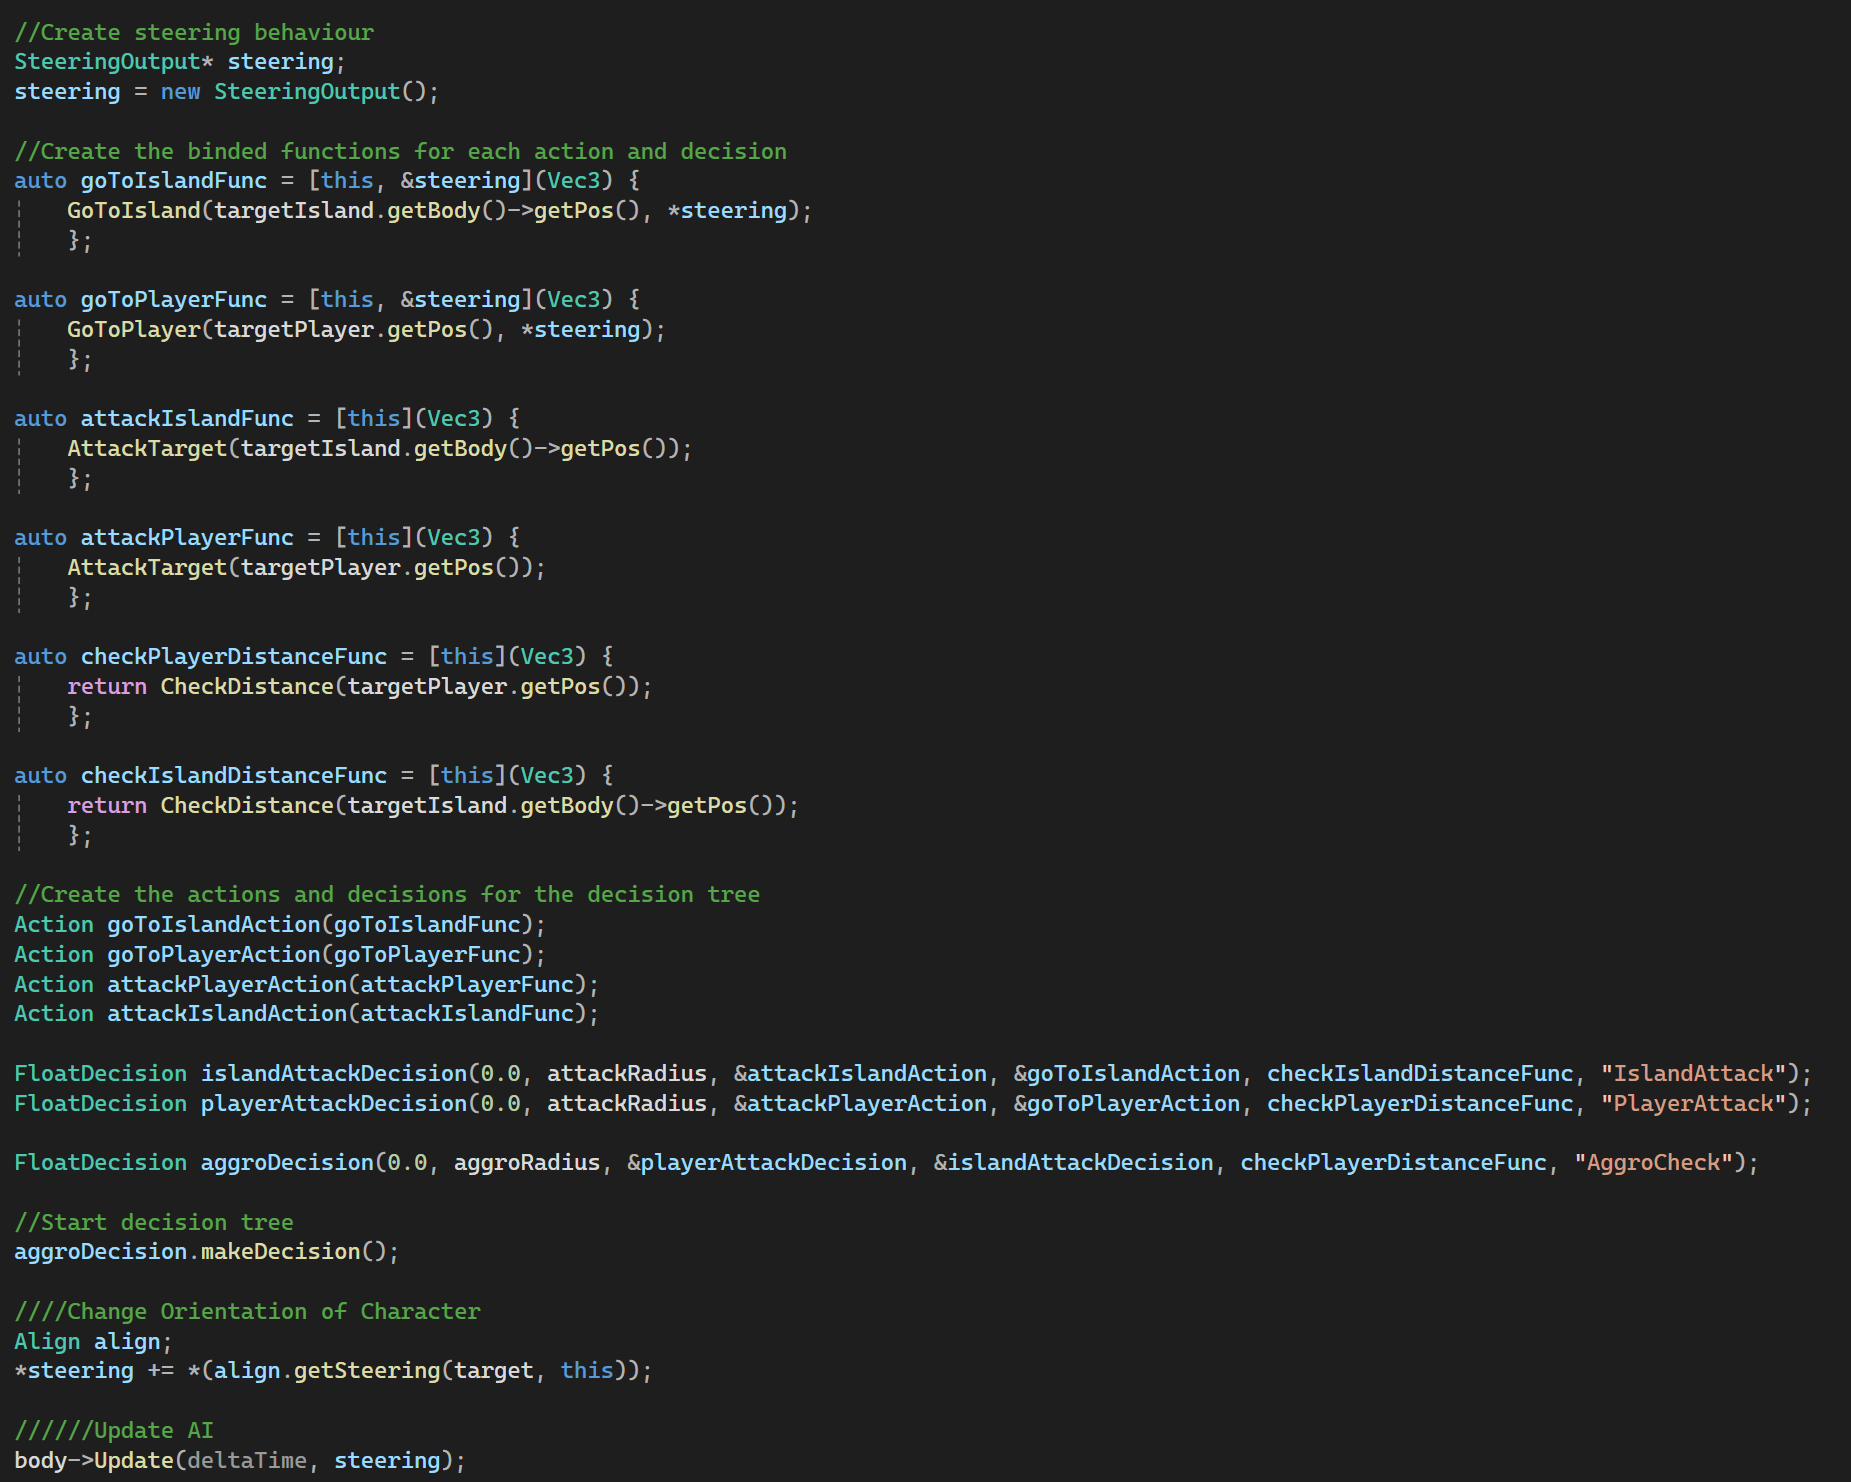 //Create steering behaviour
SteeringOutput* steering;
steering = new SteeringOutput();

//Create the binded functions for each action and decision
auto goToIslandFunc = [this, &steering](Vec3) {
    GoToIsland(targetIsland.getBody()->getPos(), *steering);
    };

auto goToPlayerFunc = [this, &steering](Vec3) {
    GoToPlayer(targetPlayer.getPos(), *steering);
    };

auto attackIslandFunc = [this](Vec3) {
    AttackTarget(targetIsland.getBody()->getPos());
    };

auto attackPlayerFunc = [this](Vec3) {
    AttackTarget(targetPlayer.getPos());
    };

auto checkPlayerDistanceFunc = [this](Vec3) {
    return CheckDistance(targetPlayer.getPos());
    };

auto checkIslandDistanceFunc = [this](Vec3) {
    return CheckDistance(targetIsland.getBody()->getPos());
    };

//Create the actions and decisions for the decision tree
Action goToIslandAction(goToIslandFunc);
Action goToPlayerAction(goToPlayerFunc);
Action attackPlayerAction(attackPlayerFunc);
Action attackIslandAction(attackIslandFunc);

FloatDecision islandAttackDecision(0.0, attackRadius, &attackIslandAction, &goToIslandAction, checkIslandDistanceFunc, "IslandAttack");
FloatDecision playerAttackDecision(0.0, attackRadius, &attackPlayerAction, &goToPlayerAction, checkPlayerDistanceFunc, "PlayerAttack");

FloatDecision aggroDecision(0.0, aggroRadius, &playerAttackDecision, &islandAttackDecision, checkPlayerDistanceFunc, "AggroCheck");

//Start decision tree
aggroDecision.makeDecision();

////Change Orientation of Character
Align align;
*steering += *(align.getSteering(target, this));

//////Update AI
body->Update(deltaTime, steering);